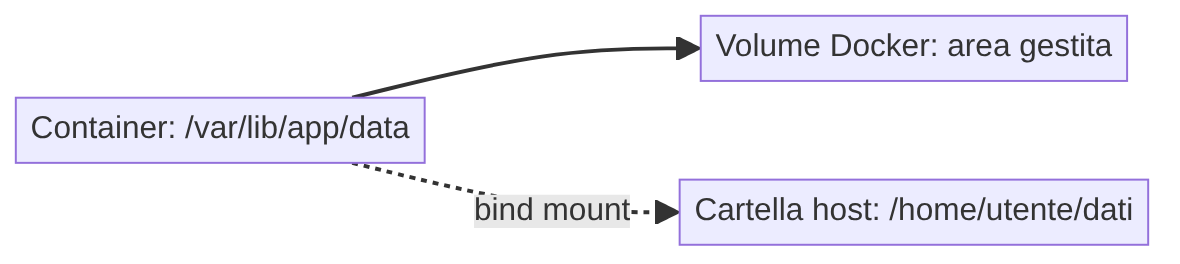 Volume Docker: area gestita
Container: /var/lib/app/data
bind mount
Cartella host: /home/utente/dati